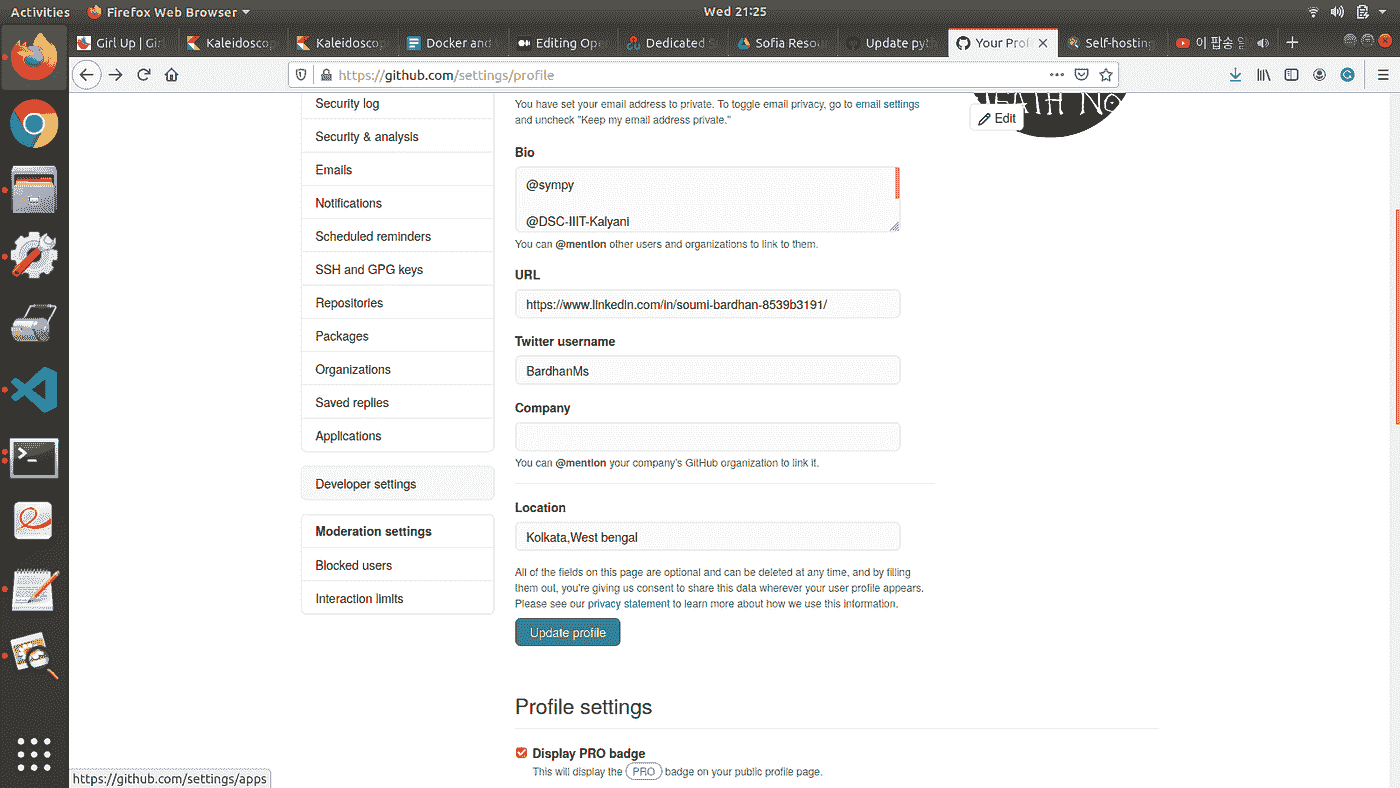 Activities
Firefox Web Browser
Wed 21:25
Girl Up | Gi
Kaleidosco
Kaleidosco
Docker and
Editing Op
Dedicated
Sofia Reso
Update pyt
Your Prof
Self-hosting
이 팝송
https://github.com/settings/profile
Security log
Security & analysis
Emails
Notifications
Scheduled reminders
SSH and GPG keys
Repositories
Packages
Organizations
Saved replies
Applications
Developer settings
Moderation settings
Blocked users
Interaction limits
You have set your email address to private. To toggle email privacy, go to email settings
and uncheck "Keep my email address private."
Bio
@sympy
@DSC-IIIT-Kalyani
You can @mention other users and organizations to link to them.
URL
https://www.linkedin.com/in/soumi-bardhan-8539b3191/
Twitter username
BardhanMs
Company
You can @mention your company's GitHub organization to link it.
Location
Kolkata,West bengal
All of the fields on this page are optional and can be deleted at any time, and by filling
them out, you're giving us consent to share this data wherever your user profile appears.
Please see our privacy statement to learn more about how we use this information.
Update profile
Profile settings
Display PRO badge
This will display the PRO badge on your public profile page.
DEATH NO
Edit
https://github.com/settings/apps